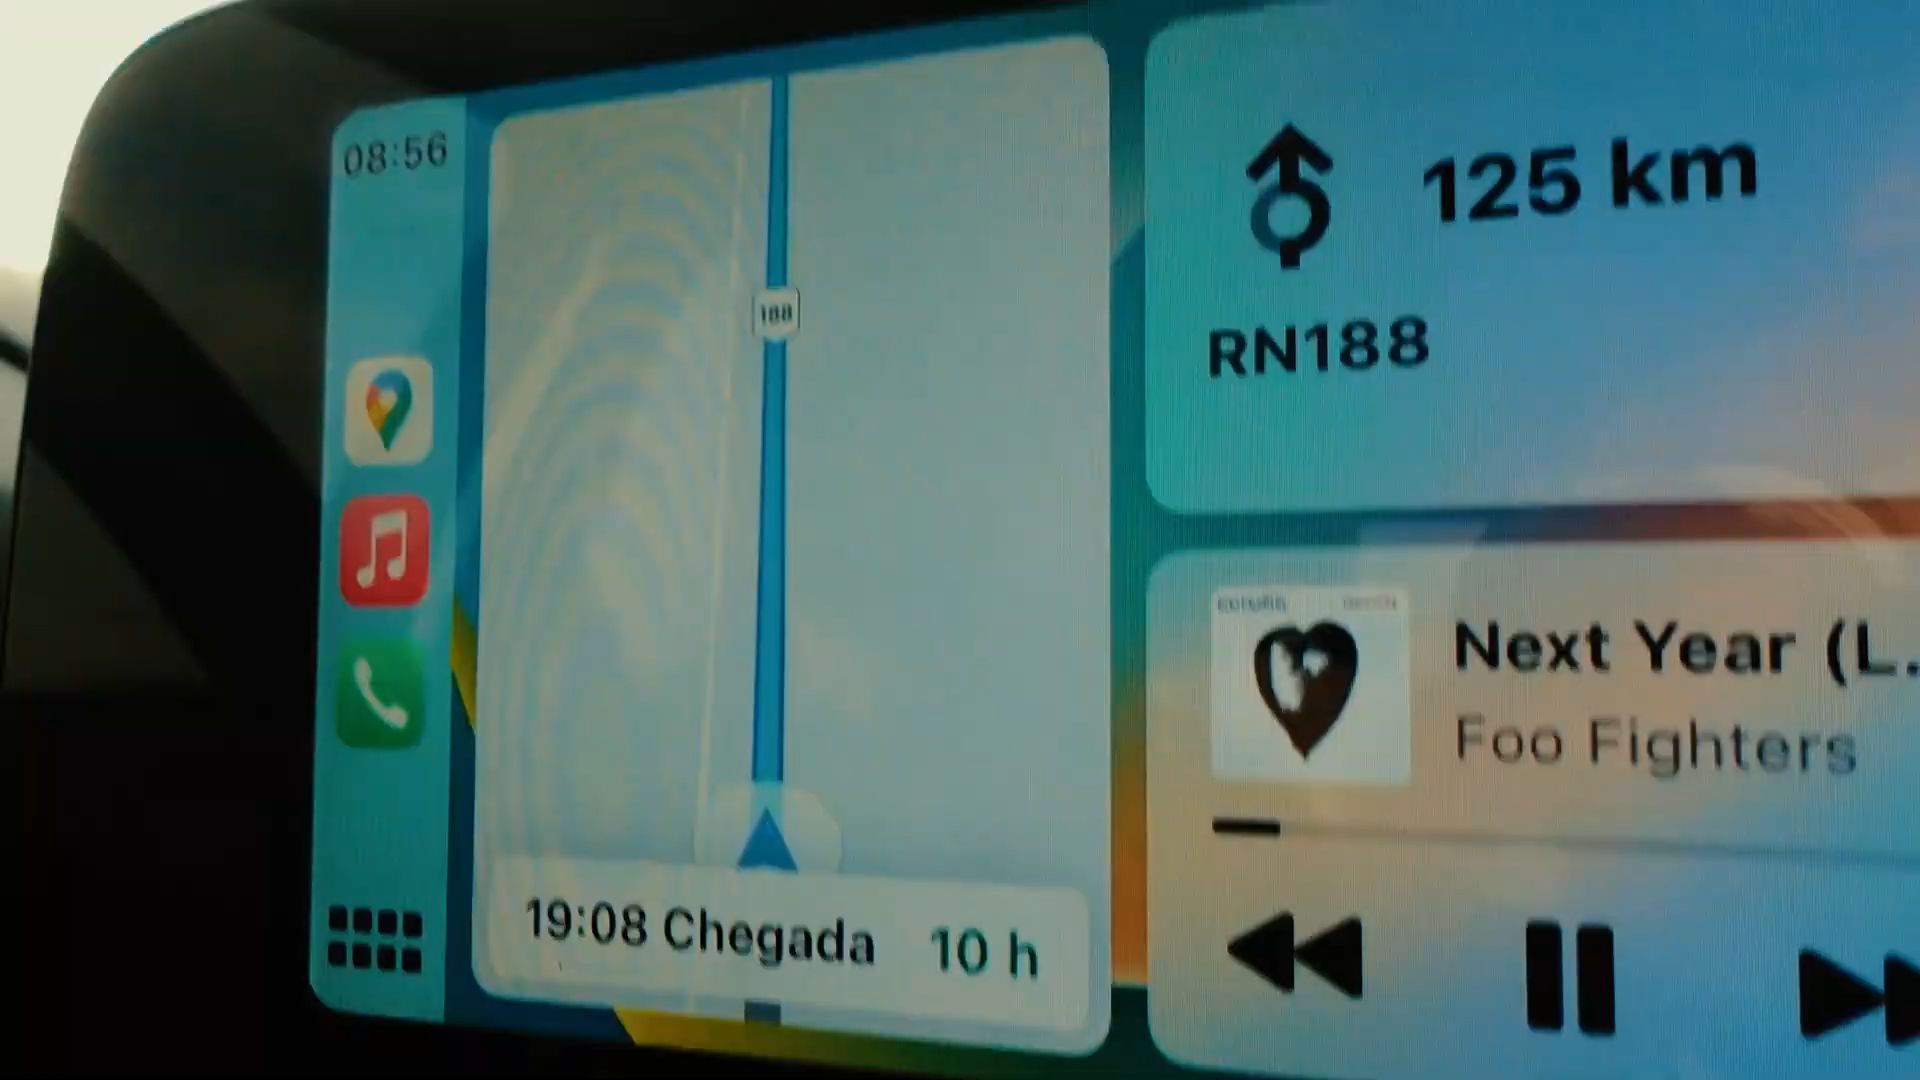 08:56
188
19:08 Chegada 10 h
125 km
RN188
Next Year (L...
Foo Fighters